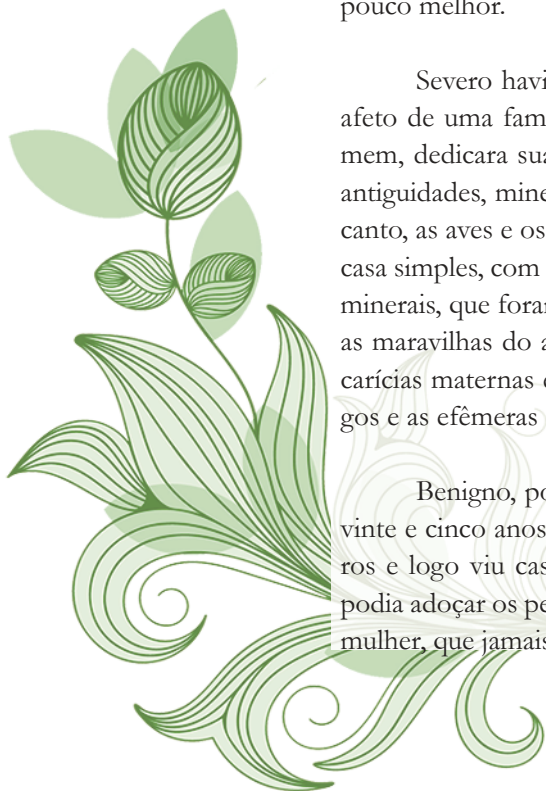 pouco melhor.
Severo havi
afeto de uma fam
mem, dedicara sua
antiguidades, mine
canto, as aves e os
casa simples, com
minerais, que foran
as maravilhas do a
carícias maternas e
gos e as efêmeras
Benigno, po
vinte e cinco anos
ros e logo viu cas
podia adoçar os pe
mulher, que jamais